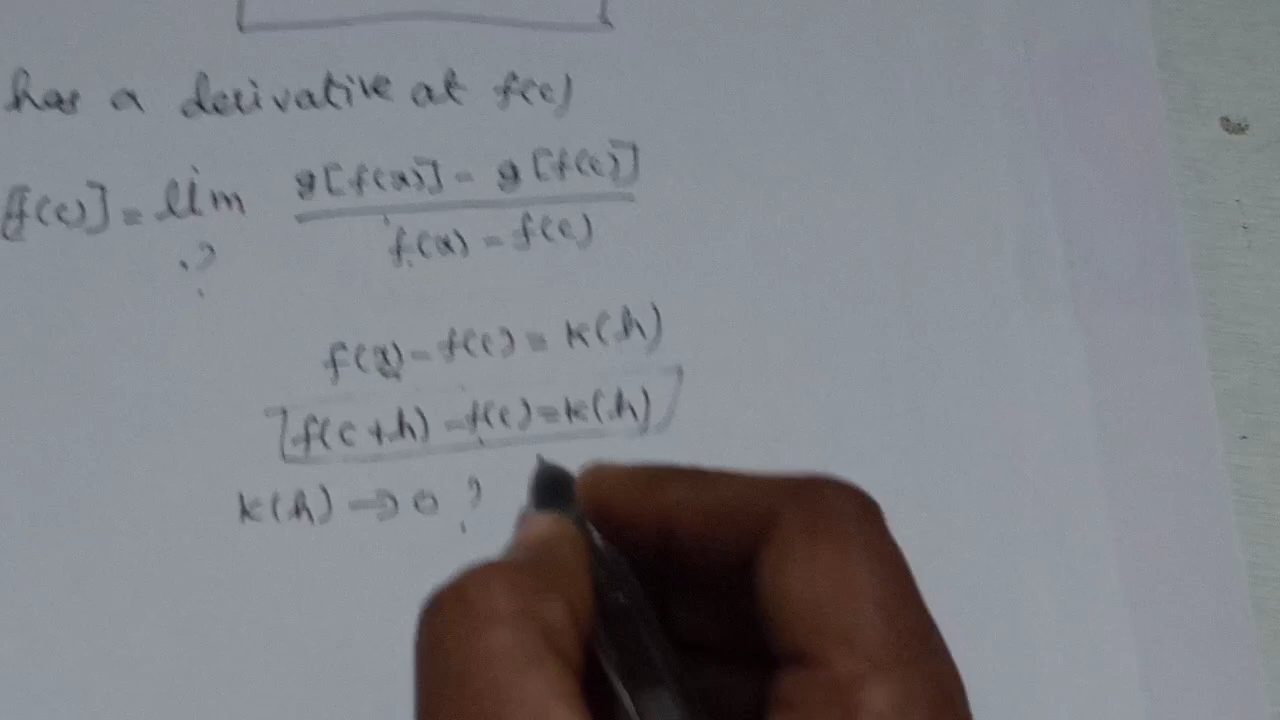 has a derivative at f(c)
[f(c)] = lim g[f(x)] - g[f(c)]
? f(x) - f(c)
f(x) - f(c) = k(h)
f(c+h) - f(c) = k(h)
k(h) → 0 ?